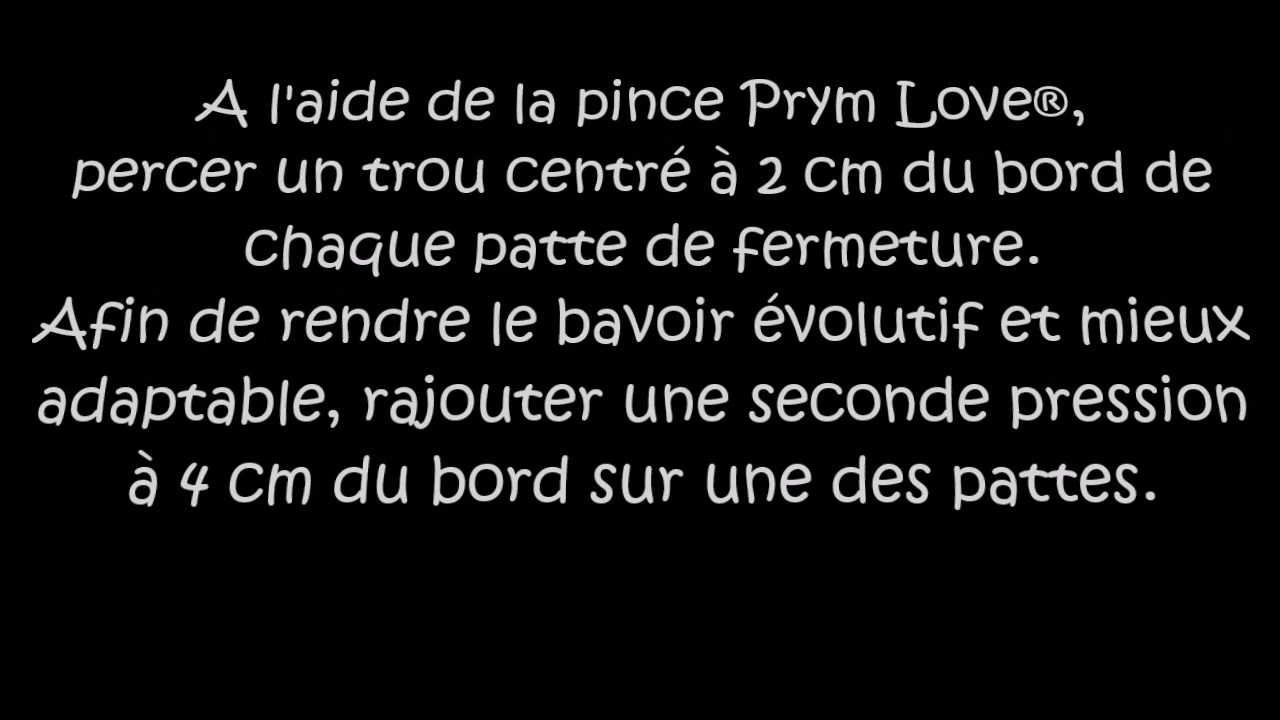 A l'aide de la pince Prym Love®,
percer un trou centré à 2 cm du bord de
chaque patte de fermeture.
Afin de rendre le bavoir évolutif et mieux
adaptable, rajouter une seconde pression
à 4 cm du bord sur une des pattes.